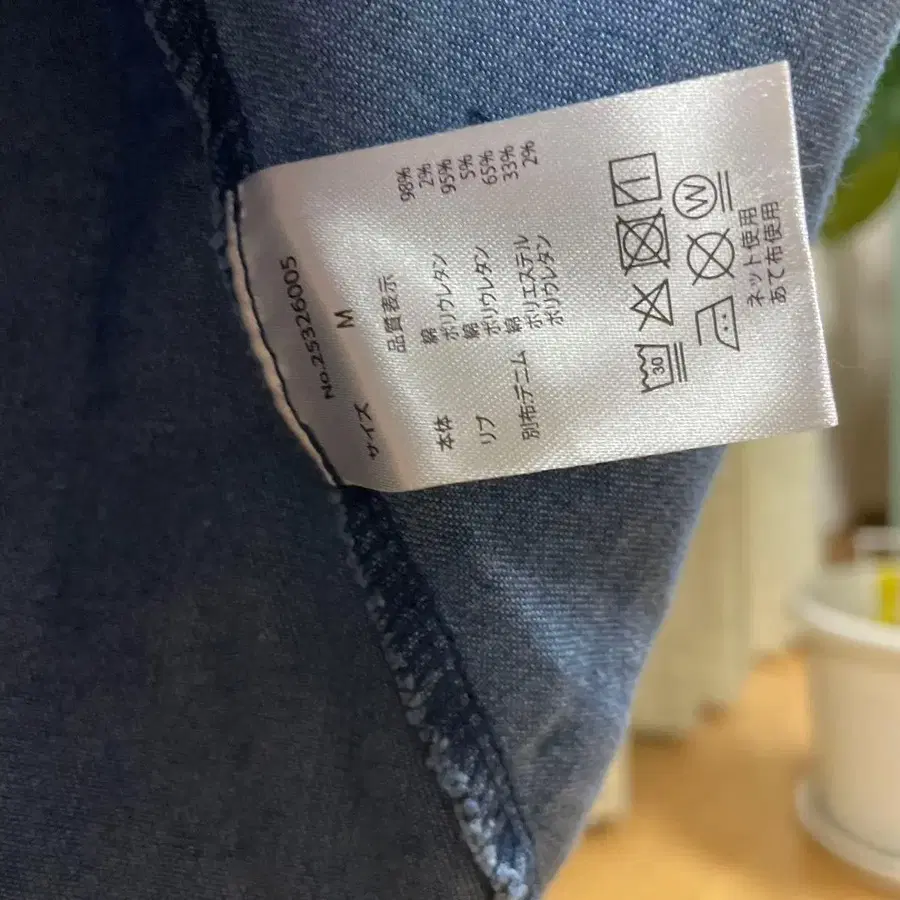 No.25326005
サイズ M
品質表示
本体 綿 98%
ポリウレタン 2%
リブ 綿 95%
ポリウレタン 5%
別布:デニム 綿 65%
ポリエステル 33%
ポリウレタン 2%
30
W
ネット使用
あて布使用